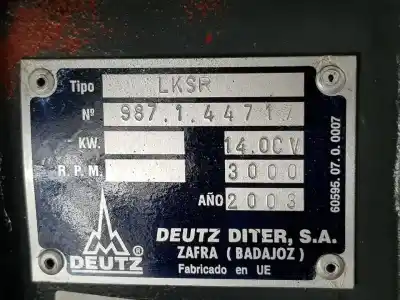 Tipo LKSR
Nº 987.1.44717
KW. 14.0CV
R.P.M. 3000
AÑO 2003
DEUTZ ®
DEUTZ DITER, S.A.
ZAFRA (BADAJOZ)
Fabricado en UE
60595.07.0.0007